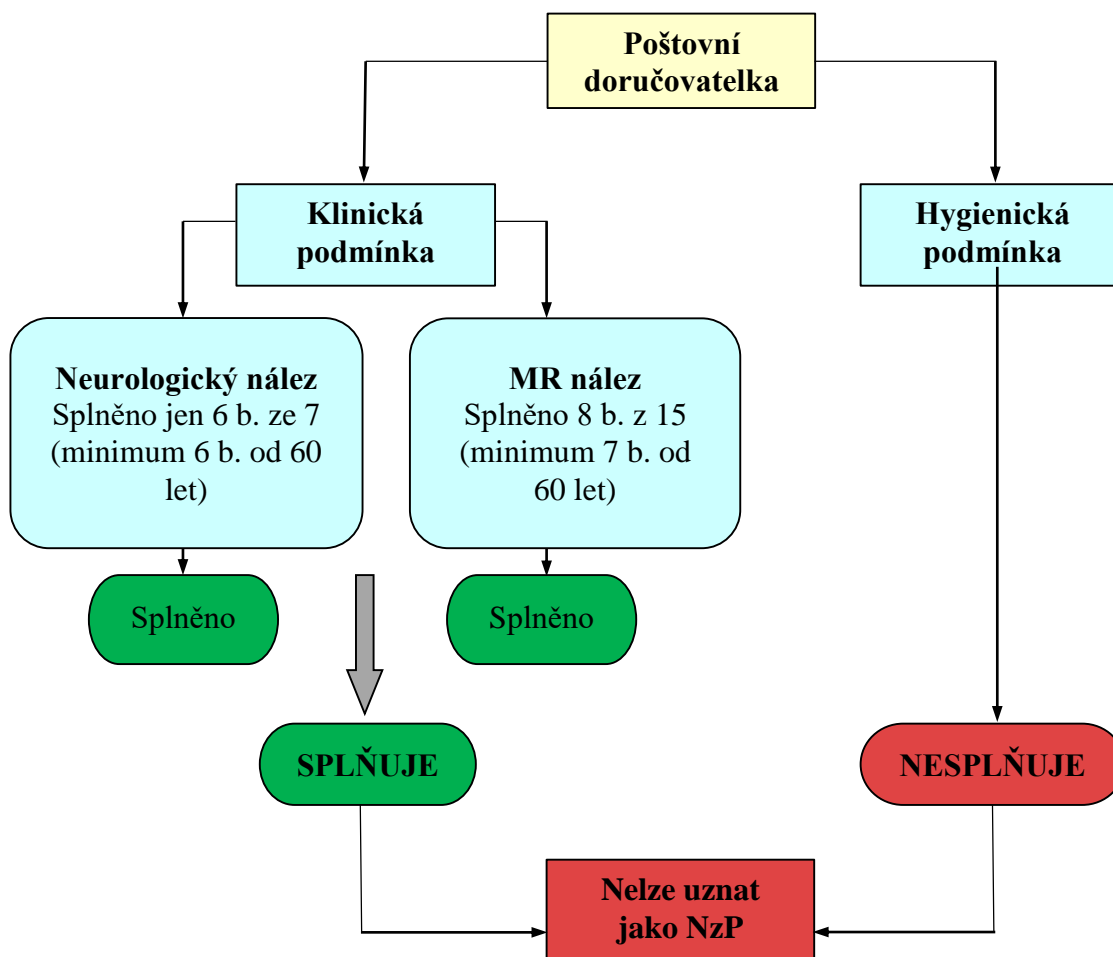 Poštovní
doručovatelka
Klinická
podmínka
Hygienická
podmínka
Neurologický nález
Splněno jen 6 b. ze 7
(minimum 6 b. od 60
let)
MR nález
Splněno 8 b. z 15
(minimum 7 b. od
60 let)
Splněno
Splněno
SPLŇUJE
NESPLŇUJE
Nelze uznat
jako NzP